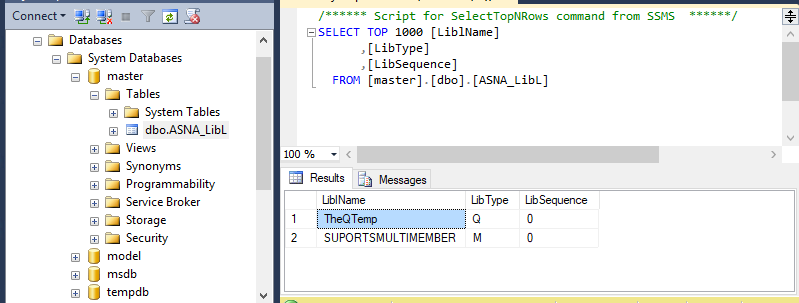 Connect
Databases
System Databases
master
Tables
System Tables
dbo.ASNA_LibL
Views
Synonyms
Programmability
Service Broker
Storage
Security
model
msdb
tempdb
/****** Script for SelectTopNRows command from SSMS ******/
SELECT TOP 1000 [LiblName]
,[LibType]
,[LibSequence]
FROM [master].[dbo].[ASNA_LibL]
100 %
Results Messages
LiblName LibType LibSequence
1 TheQTemp Q 0
2 SUPORTSMULTIMEMBER M 0